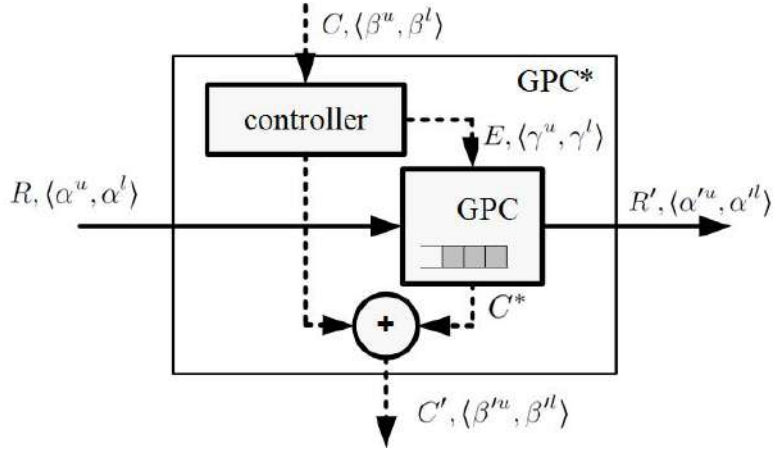 C, ⟨β^u, β^l⟩
GPC*
controller
E, ⟨γ^u, γ^l⟩
R, ⟨α^u, α^l⟩
GPC
R′, ⟨α′^u, α′^l⟩
C*
+
C′, ⟨β′^u, β′^l⟩